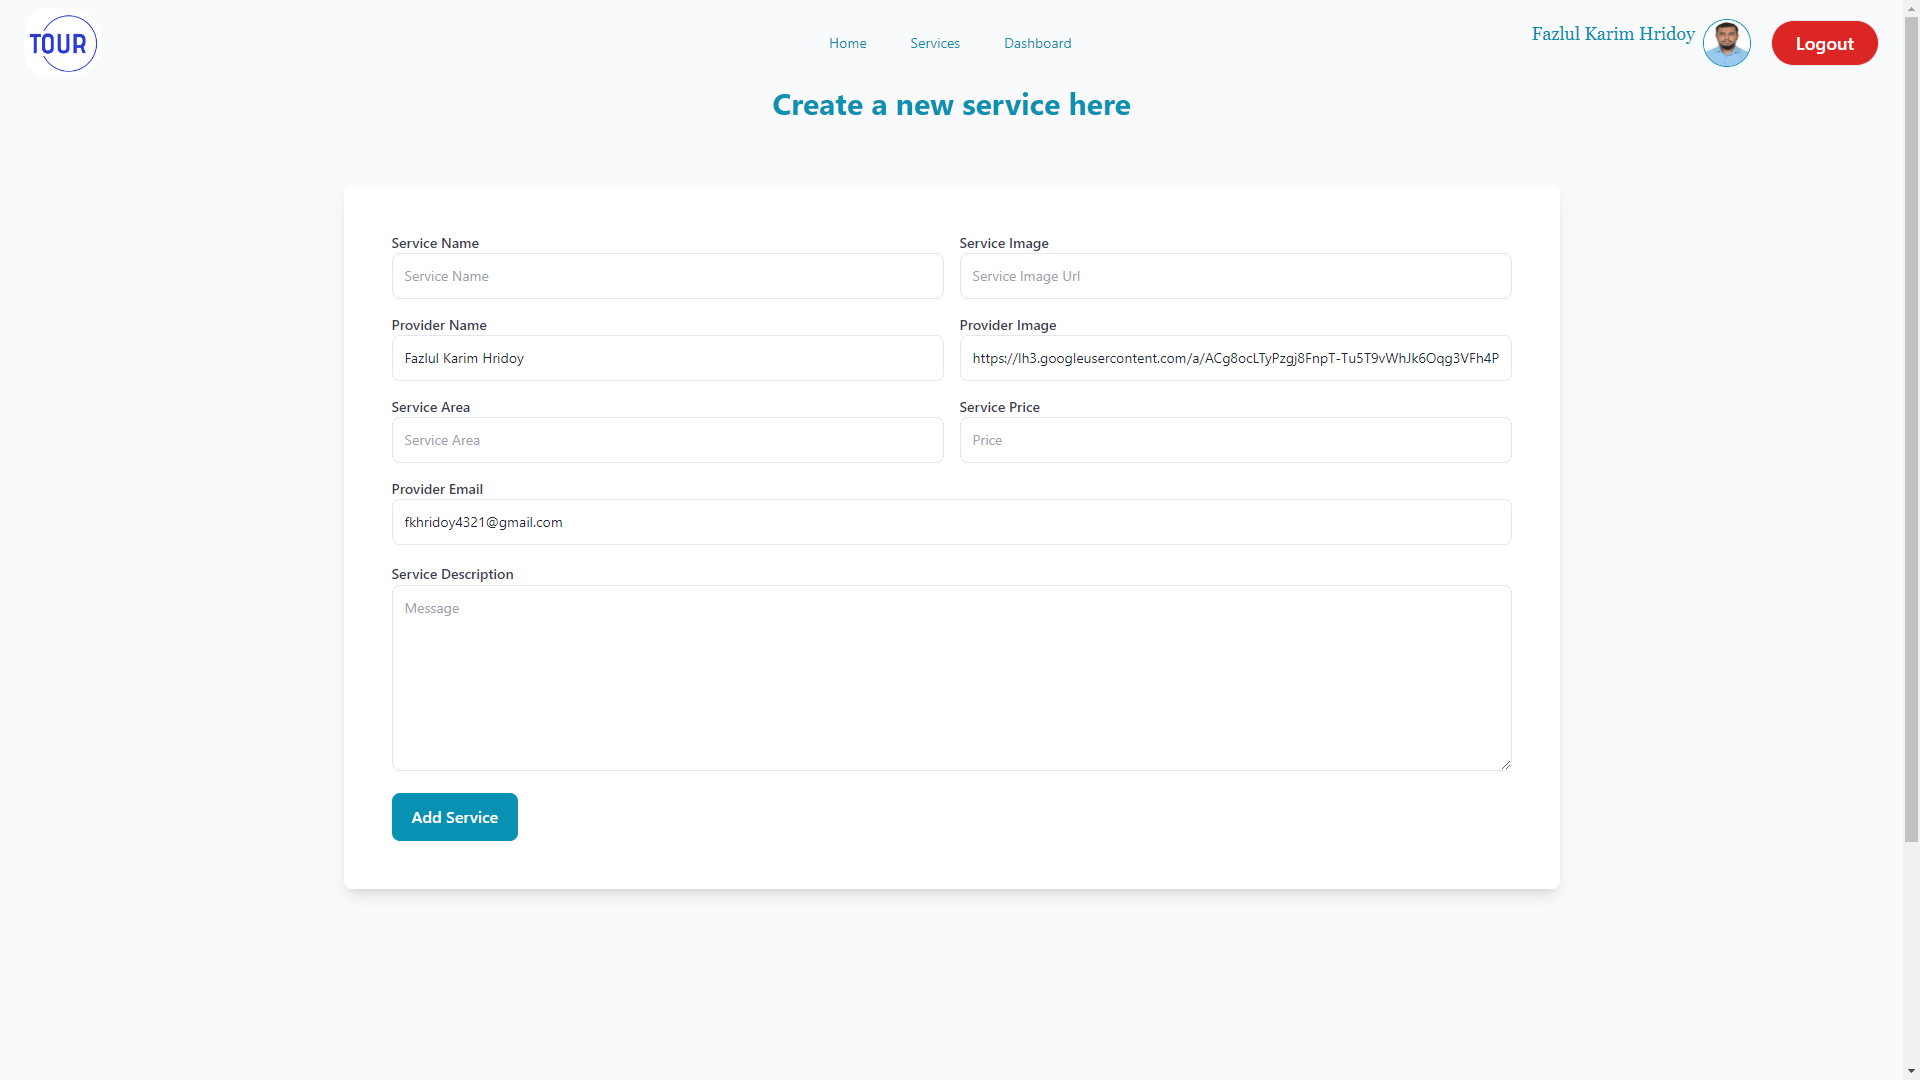 TOUR
Home
Services
Dashboard
Fazlul Karim Hridoy
Logout
Create a new service here
Service Name
Service Image
Service Name
Service Image Url
Provider Name
Provider Image
Fazlul Karim Hridoy
https://lh3.googleusercontent.com/a/ACg8ocLTyPzgj8FnpT-Tu5T9vWhJk6Oqg3VFh4P
Service Area
Service Price
Service Area
Price
Provider Email
fkhridoy4321@gmail.com
Service Description
Message
Add Service